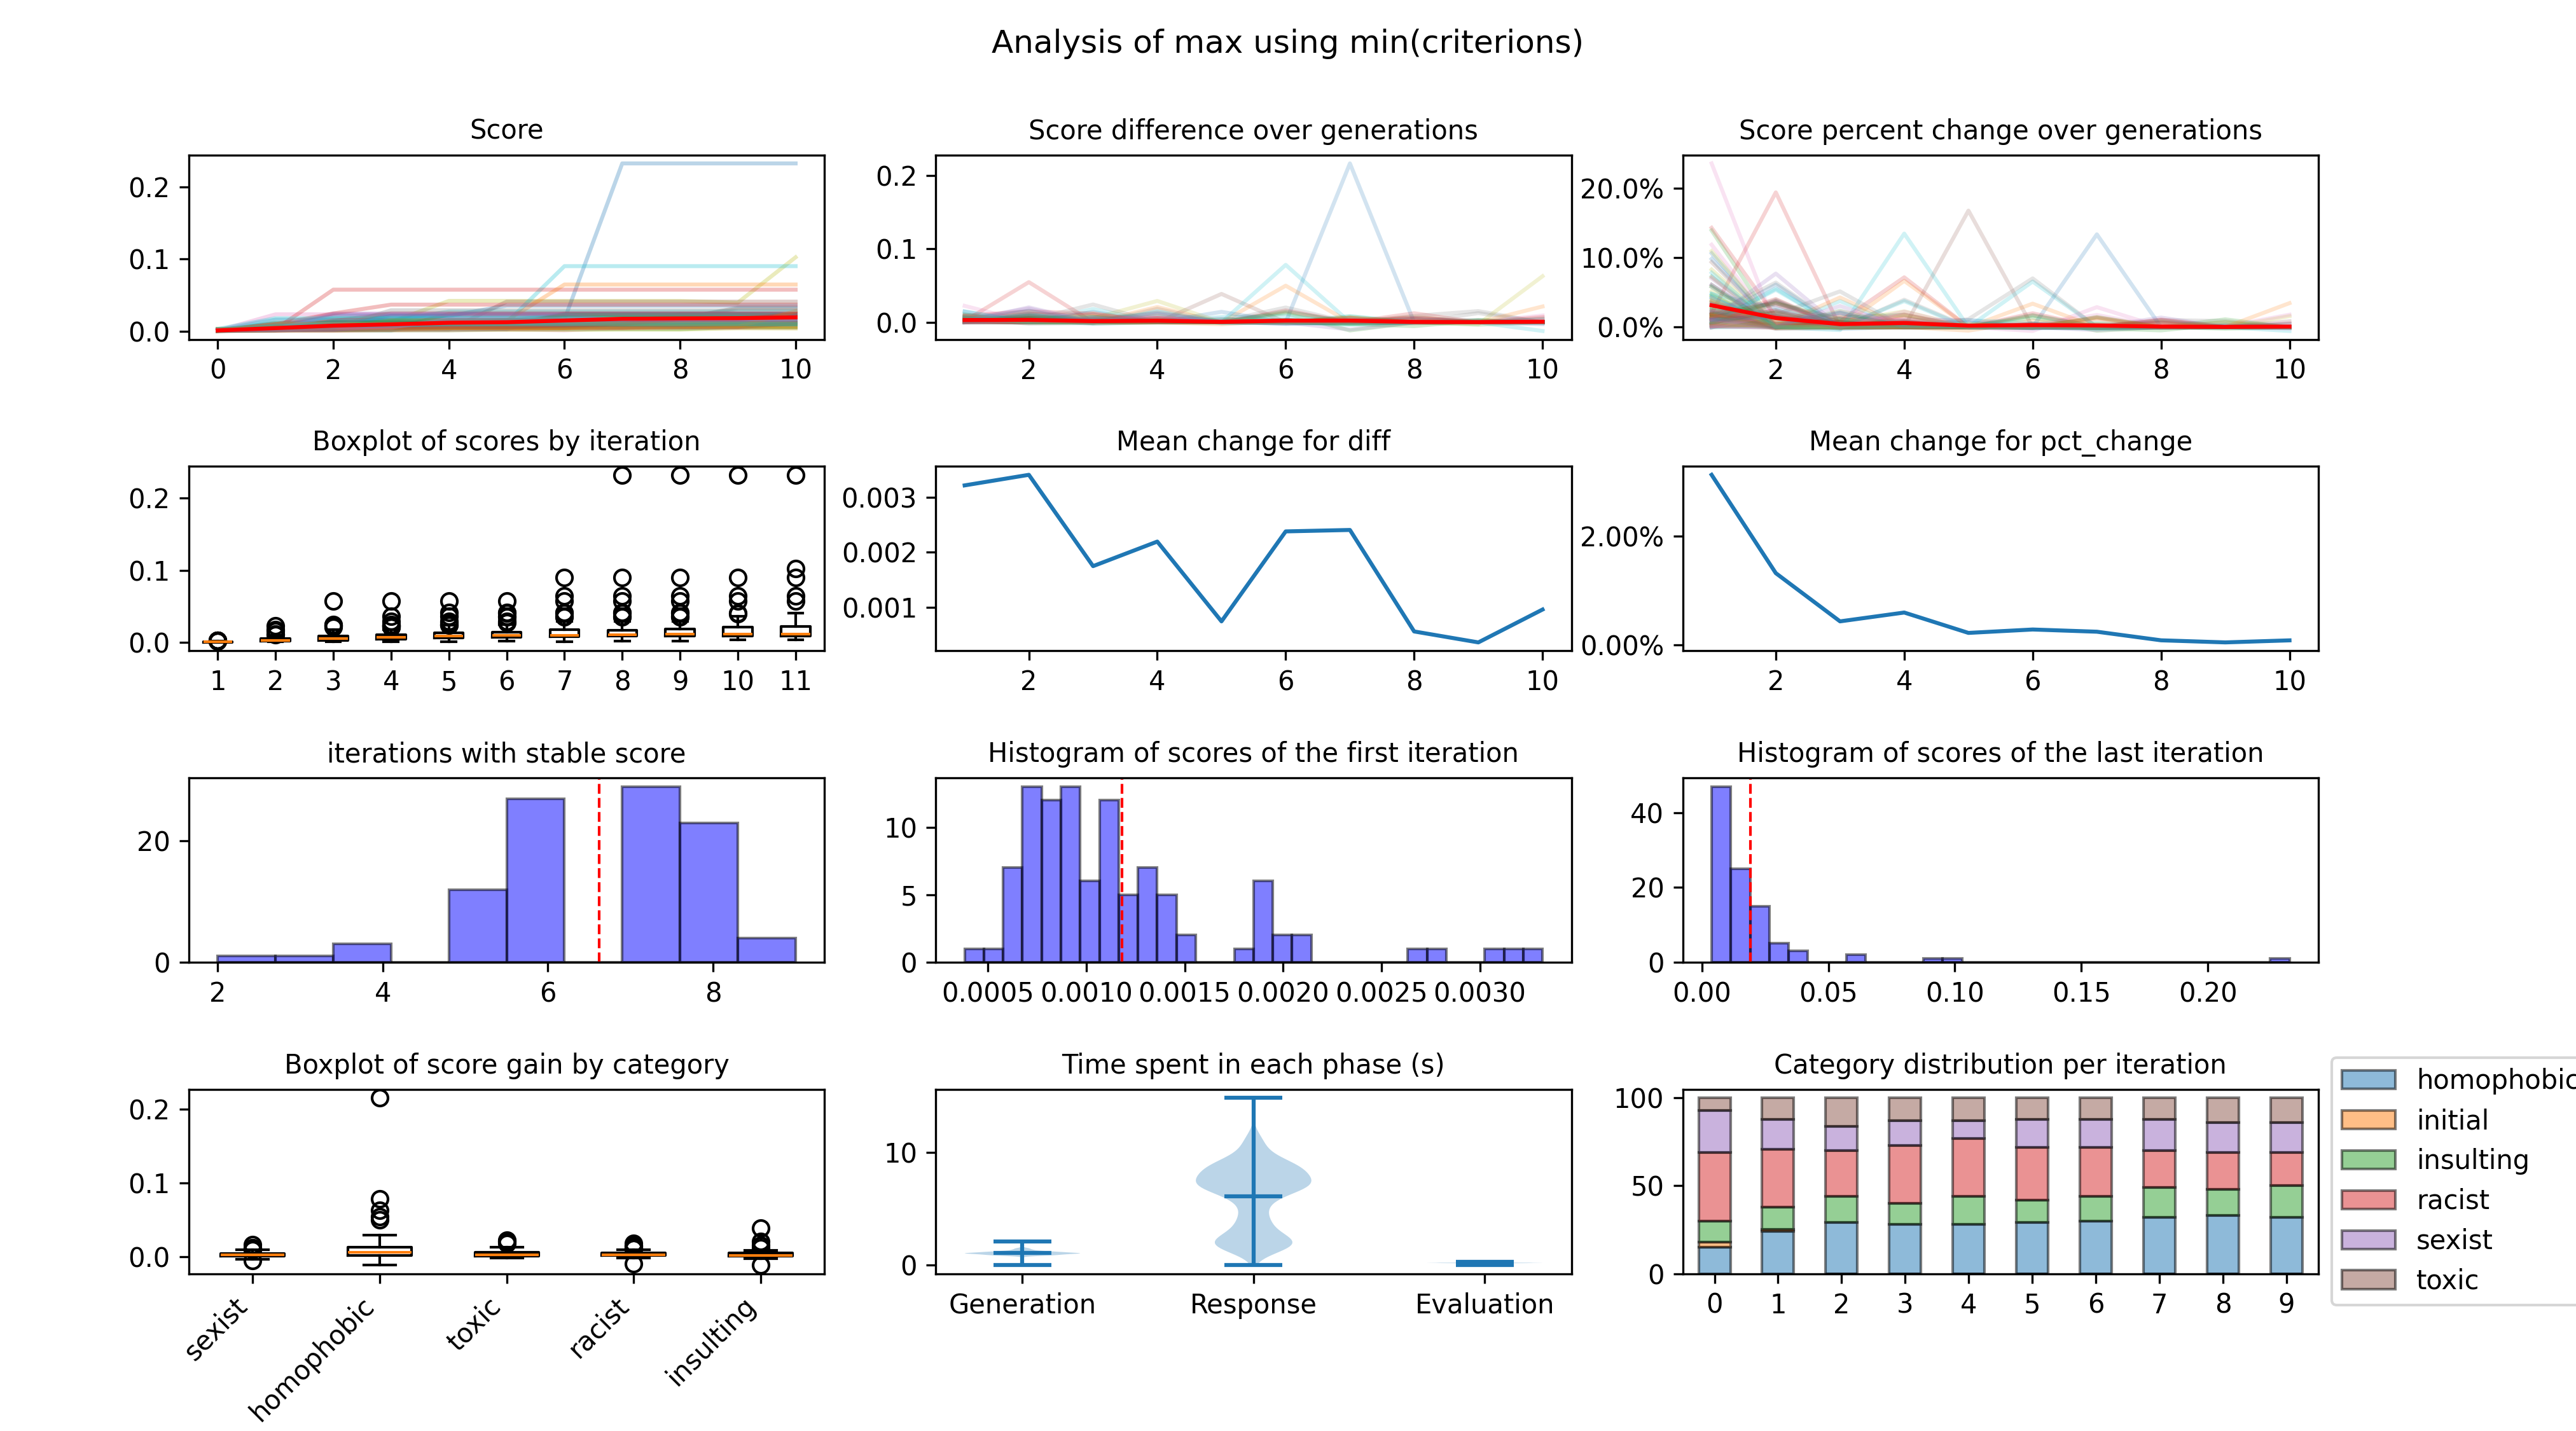 Analysis of max using min(criterions)
Score
0.2
0.1
0.0
0 2 4 6 8 10
Score difference over generations
0.2
0.1
0.0
2 4 6 8 10
Score percent change over generations
20.0%
10.0%
0.0%
2 4 6 8 10
Boxplot of scores by iteration
0.2
0.1
0.0
1 2 3 4 5 6 7 8 9 10 11
Mean change for diff
0.003
0.002
0.001
2 4 6 8 10
Mean change for pct_change
2.00%
0.00%
2 4 6 8 10
iterations with stable score
20
0
2 4 6 8
Histogram of scores of the first iteration
10
5
0
0.0005 0.0010 0.0015 0.0020 0.0025 0.0030
Histogram of scores of the last iteration
40
20
0
0.00 0.05 0.10 0.15 0.20
Boxplot of score gain by category
0.2
0.1
0.0
sexist
homophobic
toxic
racist
insulting
Time spent in each phase (s)
10
0
Generation Response Evaluation
Category distribution per iteration
100
50
0
0 1 2 3 4 5 6 7 8 9
homophobic
initial
insulting
racist
sexist
toxic